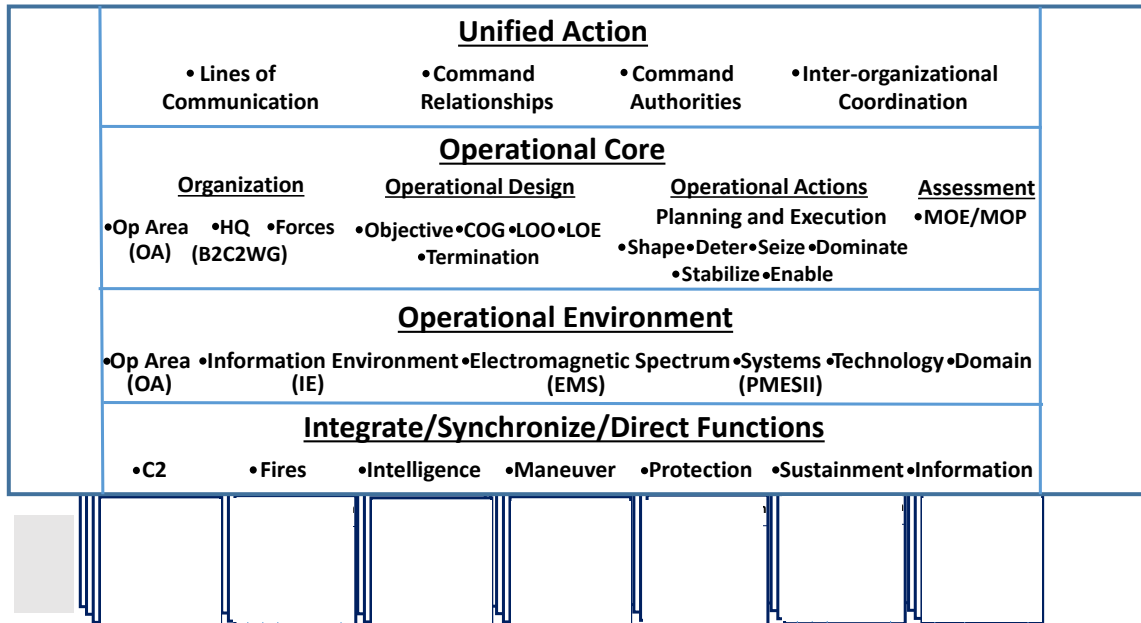 Unified Action
•Lines of Communication
•Command Relationships
•Command Authorities
•Inter-organizational Coordination
Operational Core
Organization
•Op Area (OA) •HQ •Forces
(B2C2WG)
Operational Design
•Objective•COG•LOO•LOE
•Termination
Operational Actions
Planning and Execution
•Shape•Deter•Seize•Dominate
•Stabilize•Enable
Assessment
•MOE/MOP
Operational Environment
•Op Area •Information Environment •Electromagnetic Spectrum •Systems •Technology •Domain
(OA) (IE) (EMS) (PMESII)
Integrate/Synchronize/Direct Functions
•C2 •Fires •Intelligence •Maneuver •Protection •Sustainment •Information